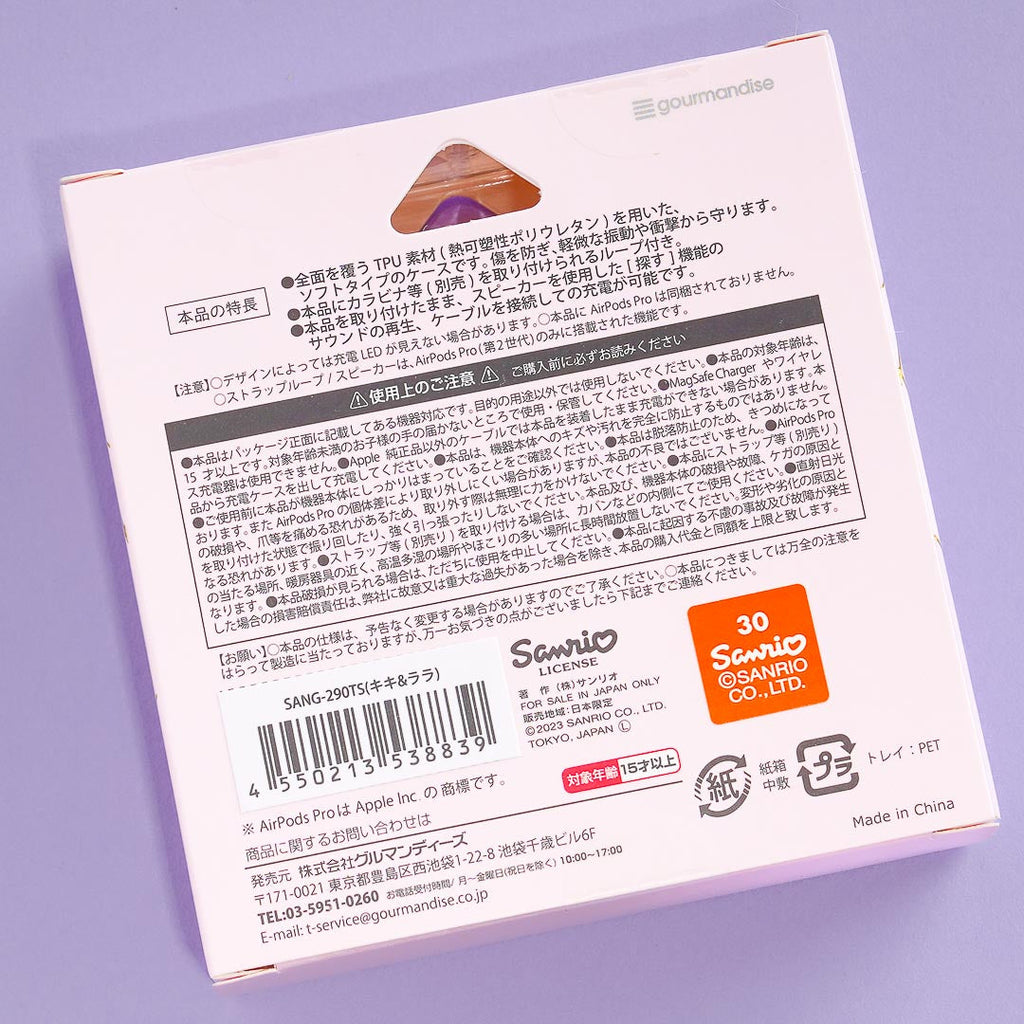 gourmandise
本品の特長
●全面を覆う TPU 素材 ( 熱可塑性ポリウレタン ) を用いた、
ソフトタイプのケースです。傷を防ぎ、軽微な振動や衝撃から守ります。
●本品にカラビナ等 ( 別売 ) を取り付けられるループ付き。
●本品を取り付けたまま、スピーカーを使用した [ 探す ] 機能の
サウンドの再生、ケーブルを接続しての充電が可能です。
【注意】○デザインによっては充電 LED が見えない場合があります。○本品に AirPods Pro は同梱されておりません。
○ストラップループ / スピーカーは、AirPods Pro (第2世代) のみに搭載された機能です。
⚠使用上のご注意⚠ ご購入前に必ずお読みください
●本品はパッケージ正面に記載してある機器対応です。目的の用途以外では使用しないでください。●本品の対象年齢は、
15 才以上です。対象年齢未満のお子様の手の届かないところで使用・保管してください。●MagSafe Charger やワイヤレ
ス充電器は使用できません。●Apple 純正品以外のケーブルでは本品を装着したまま充電ができない場合があります。本
品から充電ケースを出して充電してください。●本品は、機器本体へのキズや汚れを完全に防止するものではありません。
●ご使用前に本品が機器本体にしっかりはまっていることをご確認ください。●本品は脱落防止のため、きつめになって
おります。また AirPods Pro の個体差により取り外しにくい場合がありますが、本品の不良ではございません。●AirPods Pro
の破損や、爪等を痛める恐れがあるため、取り外す際は無理に力をかけないでください。●本品にストラップ等 ( 別売り )
を取り付けた状態で振り回したり、強く引っ張ったりしないでください。本品及び、機器本体の破損や故障、ケガの原因と
なる恐れがあります。●ストラップ等 ( 別売り ) を取り付ける場合は、カバンなどの内側にてご使用ください。●直射日光
の当たる場所、暖房器具の近く、高温多湿の場所やほこりの多い場所に長時間放置しないでください。変形や劣化の原因と
なります。●本品破損が見られる場合は、ただちに使用を中止してください。●本品に起因する不慮の事故及び故障が発生
した場合の損害賠償責任は、弊社に故意又は重大な過失があった場合を除き、本品の購入代金と同額を上限と致します。
【お願い】○本品の仕様は、予告なく変更する場合がありますのでご了承ください。○本品につきましては万全の注意を
はらって製造に当たっておりますが、万一お気づきの点がございましたら下記までご連絡ください。
SANG-290TS(キキ&ララ)
4 550213 538839
Sanrio
LICENSE
著 作 (株)サンリオ
FOR SALE IN JAPAN ONLY
販売地域:日本限定
©2023 SANRIO CO., LTD.
TOKYO, JAPAN Ⓛ
30
Sanrio
©SANRIO
CO.,LTD.
対象年齢 15才以上
紙
紙箱
中敷
プラ
トレイ：PET
Made in China
※ AirPods Proは Apple Inc. の商標です。
商品に関するお問い合わせは
発売元 株式会社グルマンディーズ
〒171-0021 東京都豊島区西池袋1-22-8 池袋千歳ビル6F
TEL:03-5951-0260 お電話受付時間/ 月～金曜日(祝日を除く) 10:00~17:00
E-mail: t-service@gourmandise.co.jp